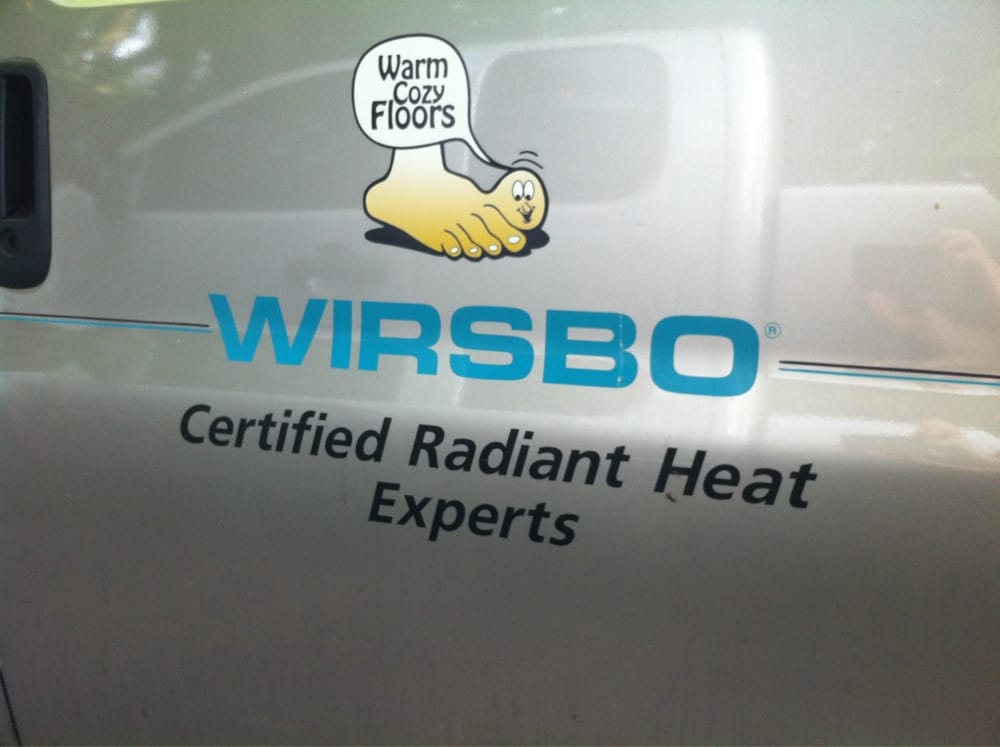 Warm
Cozy
Floors
WIRSBO®
Certified Radiant Heat
Experts